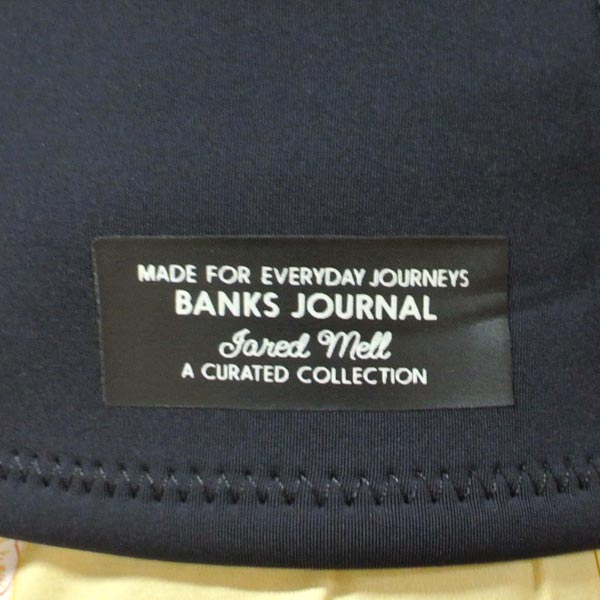 MADE FOR EVERYDAY JOURNEYS
BANKS JOURNAL
Jared Mell
A CURATED COLLECTION